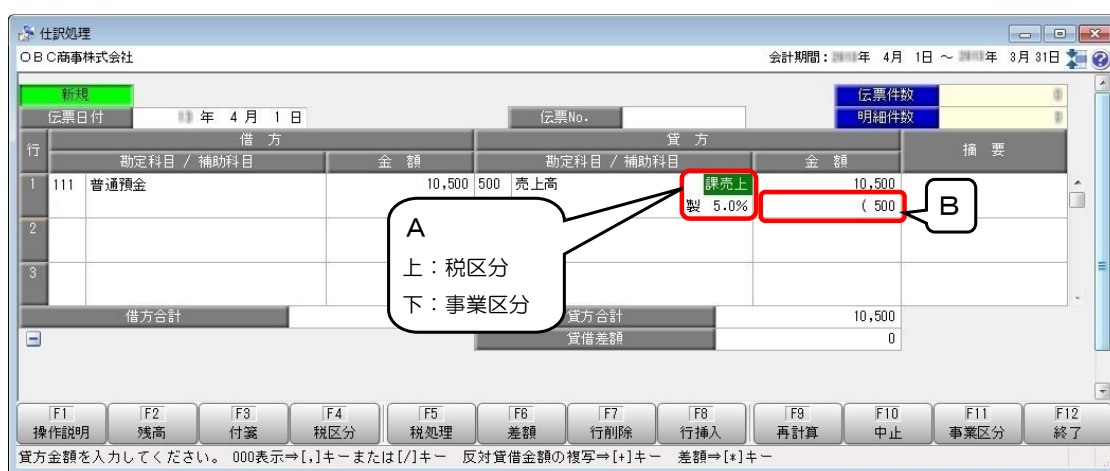 仕訳処理
OBC商事株式会社
会計期間: 年 4月 1日 ~ 年 3月 31日
新規
伝票件数
伝票日付 年 4月 1日
伝票No.
明細件数
行 借 方 貸 方 摘 要
勘定科目 / 補助科目 金 額 勘定科目 / 補助科目 金 額
1 111 普通預金 10,500 500 売上高 課売上 10,500
製 5.0% ( 500
B
2
A
上:税区分
3
下:事業区分
借方合計 貸方合計 10,500
貸借差額 0
F1 F2 F3 F4 F5 F6 F7 F8 F9 F10 F11 F12
操作説明 残高 付箋 税区分 税処理 差額 行削除 行挿入 再計算 中止 事業区分 終了
貸方金額を入力してください。 000表示⇒[,]キーまたは[/]キー 反対貸借金額の複写⇒[+]キー 差額⇒[*]キー